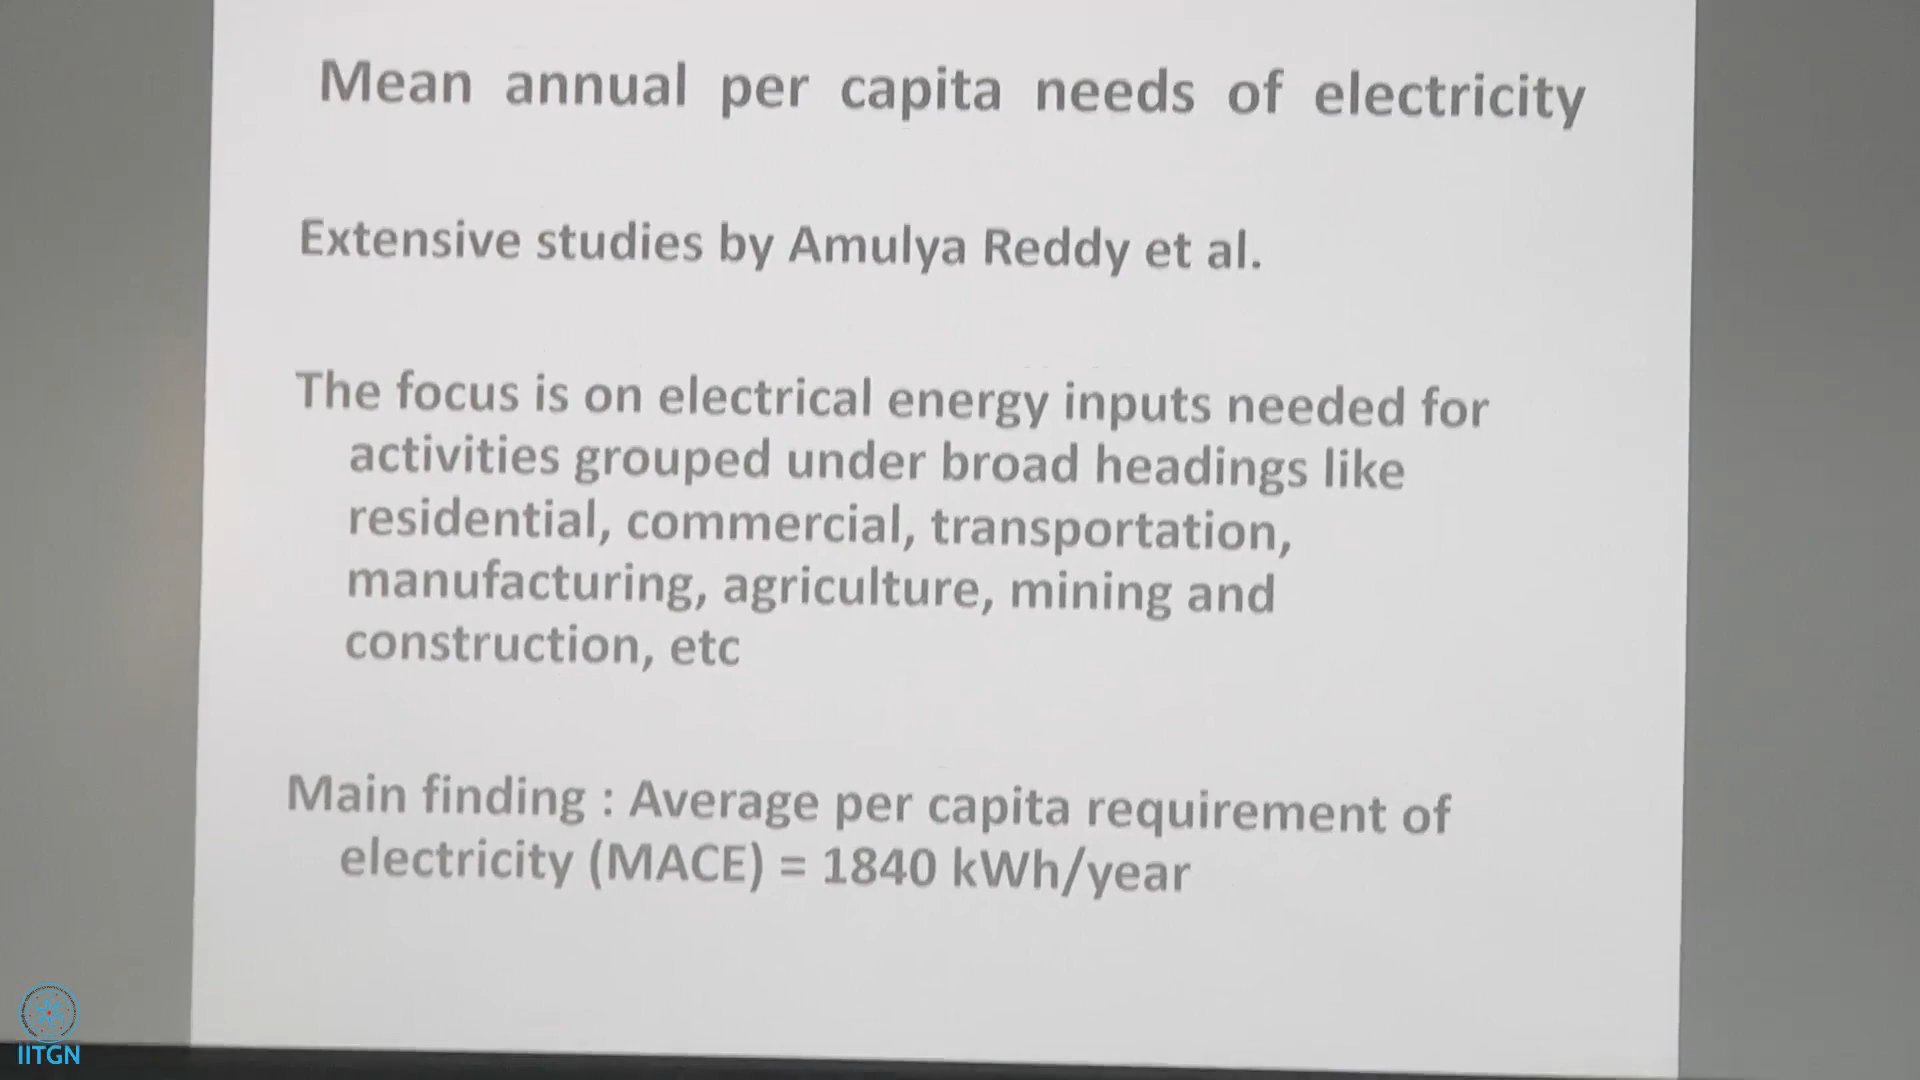 Mean annual per capita needs of electricity
Extensive studies by Amulya Reddy et al.
The focus is on electrical energy inputs needed for
activities grouped under broad headings like
residential, commercial, transportation,
manufacturing, agriculture, mining and
construction, etc
Main finding : Average per capita requirement of
electricity (MACE) = 1840 kWh/year
IITGN